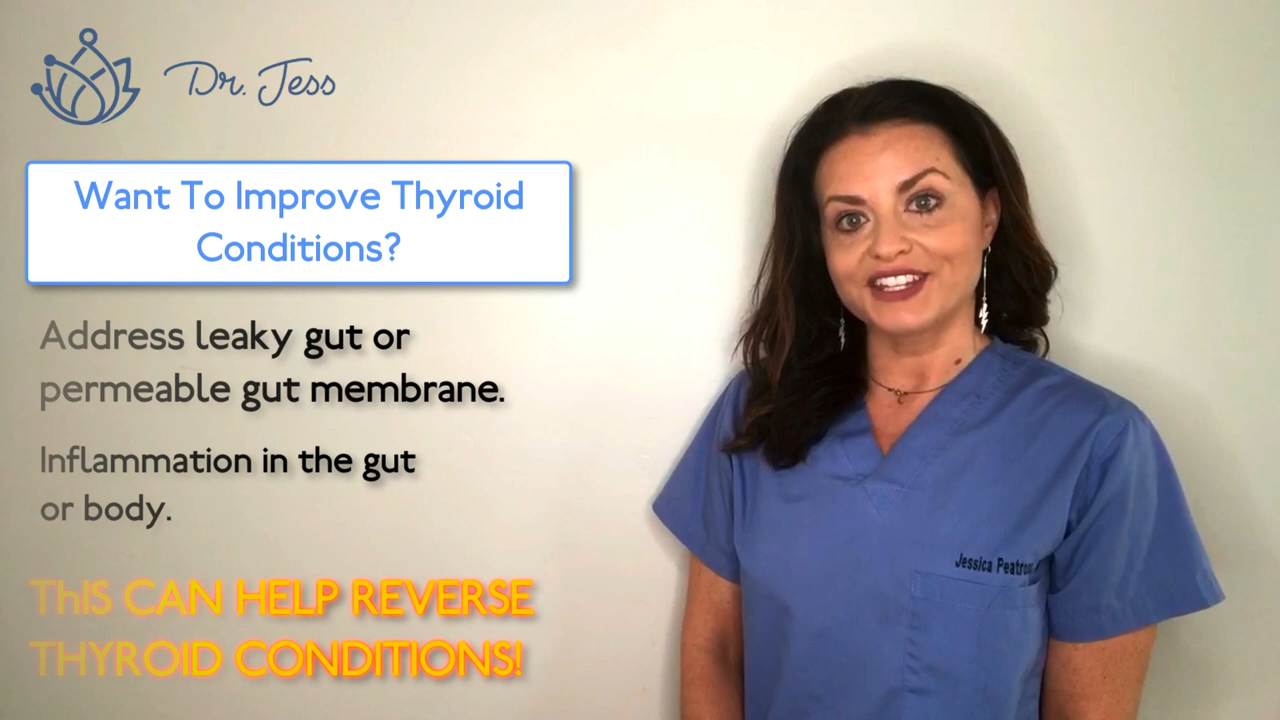 Dr. Jess
Want To Improve Thyroid
Conditions?
Address leaky gut or
permeable gut membrane.
Inflammation in the gut
or body.
ThIS CAN HELP REVERSE
THYROID CONDITIONS!
Jessica